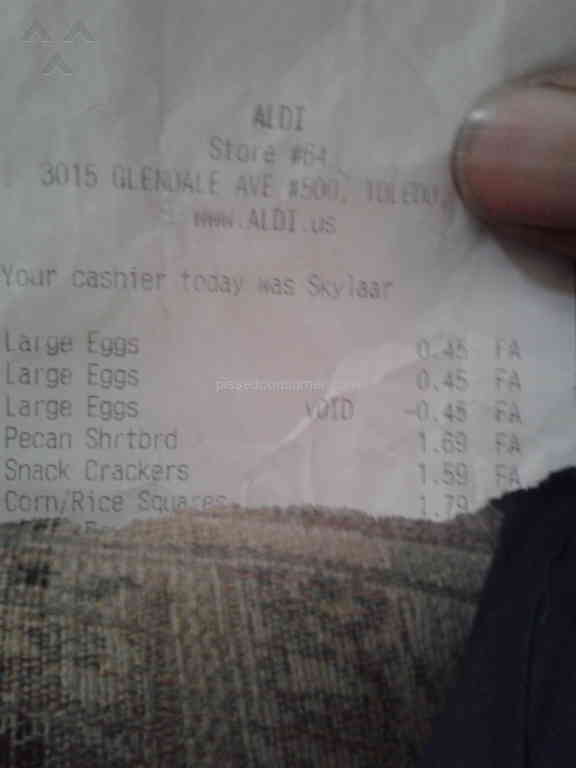 ALDI
Store #64
3015 GLENDALE AVE #500, TOLEDO,
www.ALDI.us
Your cashier today was Skylaar
Large Eggs 0.45 FA
Large Eggs 0.45 FA
Large Eggs VOID -0.45 FA
Pecan Shrtbrd 1.69 FA
Snack Crackers 1.59 FA
Corn/Rice Squares 1.79
pissedconsumer.com